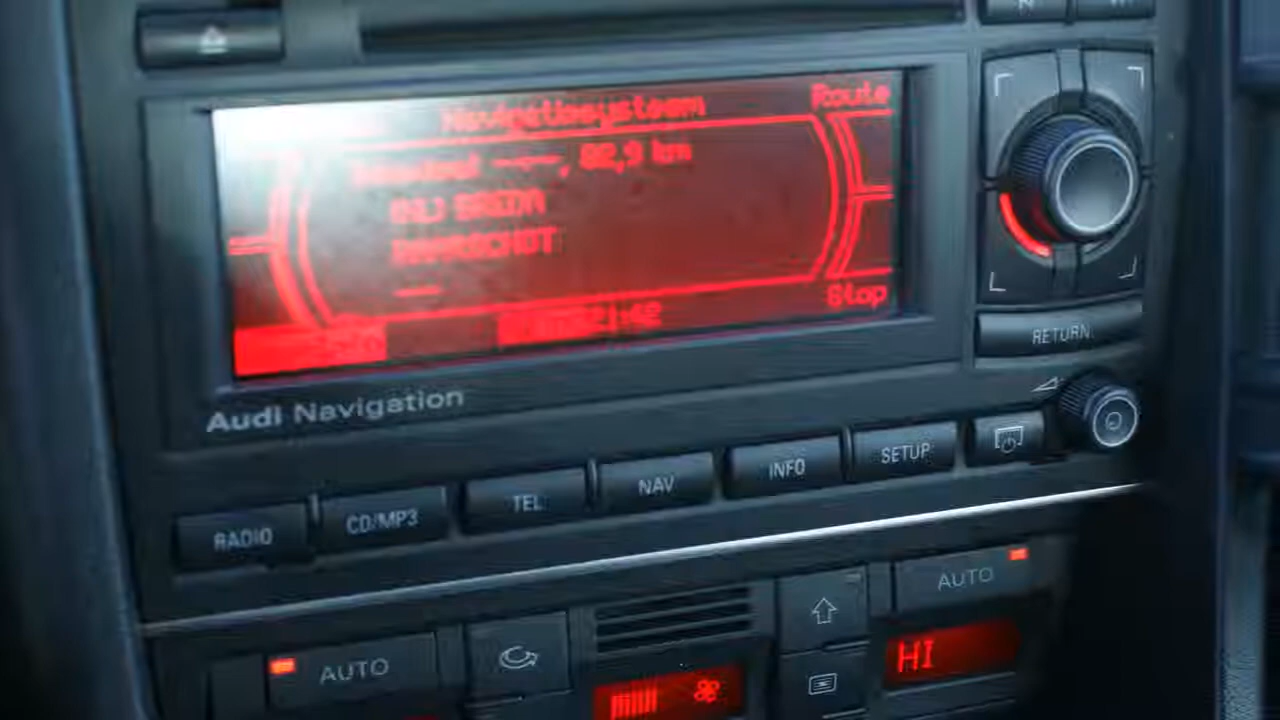 Navigatiesysteem
Route
---, 82,9 km
BREDA
Stop
Audi Navigation
RETURN
RADIO
CD/MP3
TEL
NAV
INFO
SETUP
AUTO
AUTO
HI